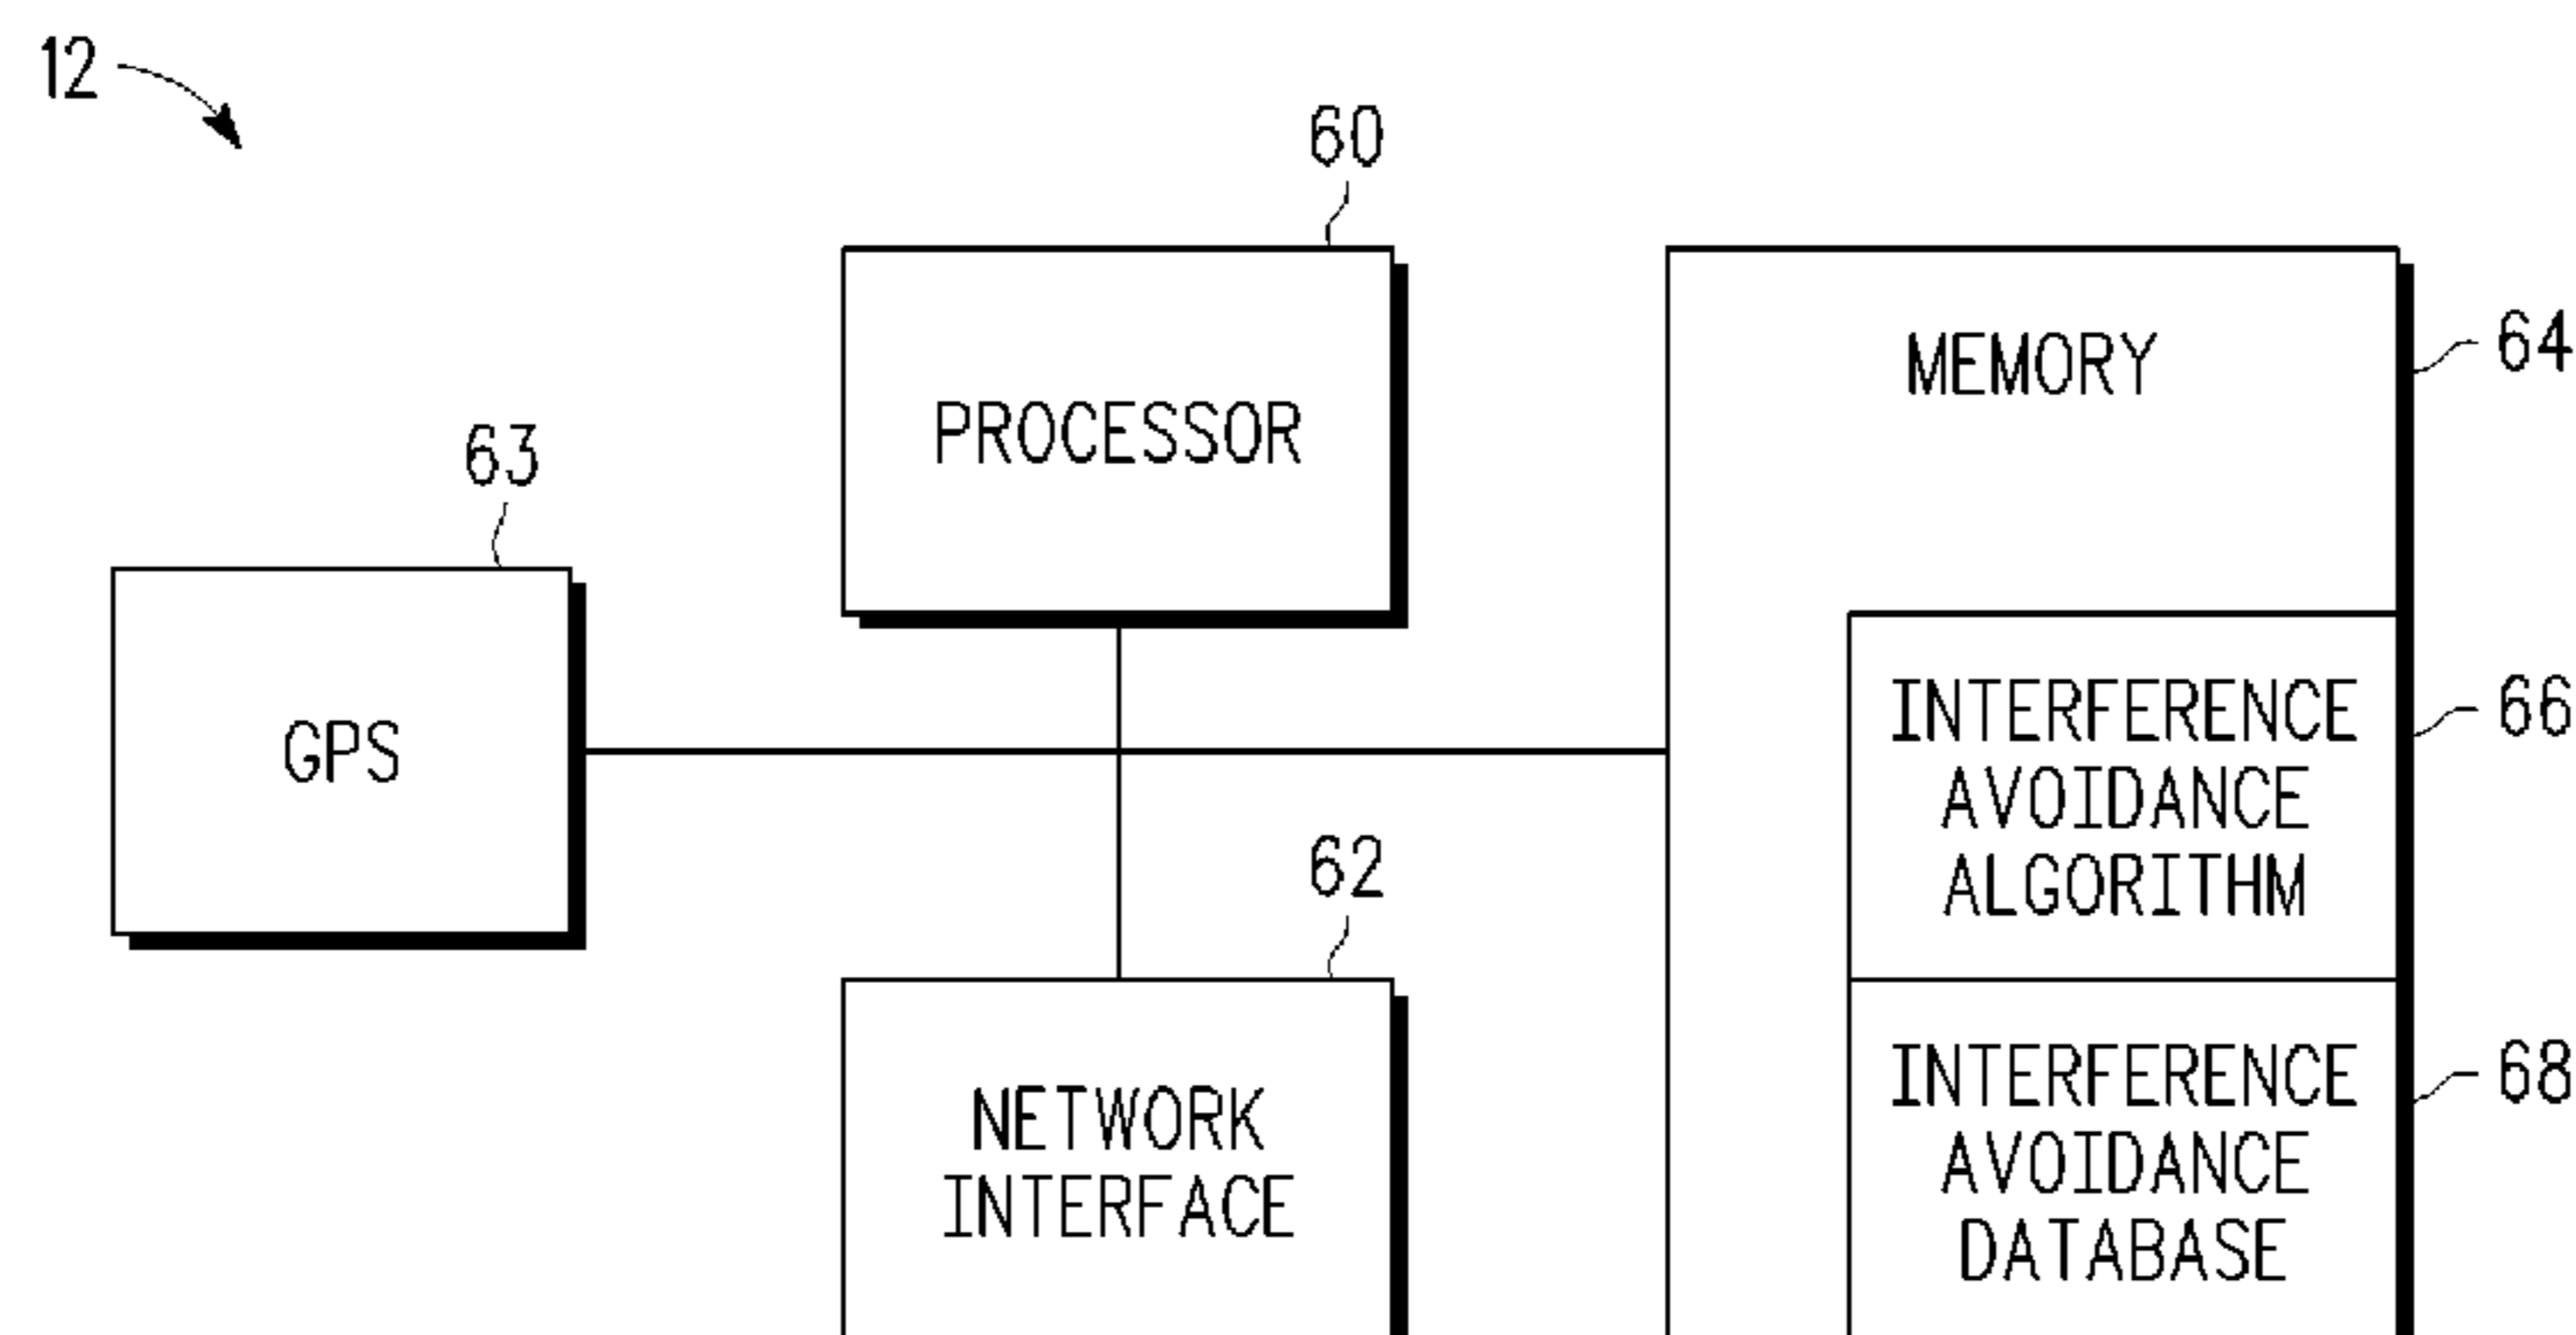 12
60
PROCESSOR
MEMORY
64
63
GPS
INTERFERENCE
AVOIDANCE
ALGORITHM
66
62
NETWORK
INTERFACE
INTERFERENCE
AVOIDANCE
DATABASE
68